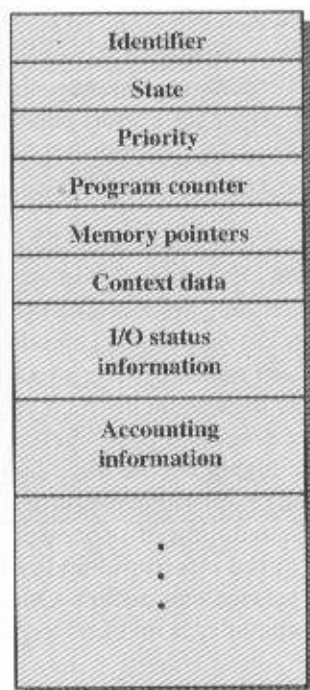 Identifier
State
Priority
Program counter
Memory pointers
Context data
I/O status
information
Accounting
information